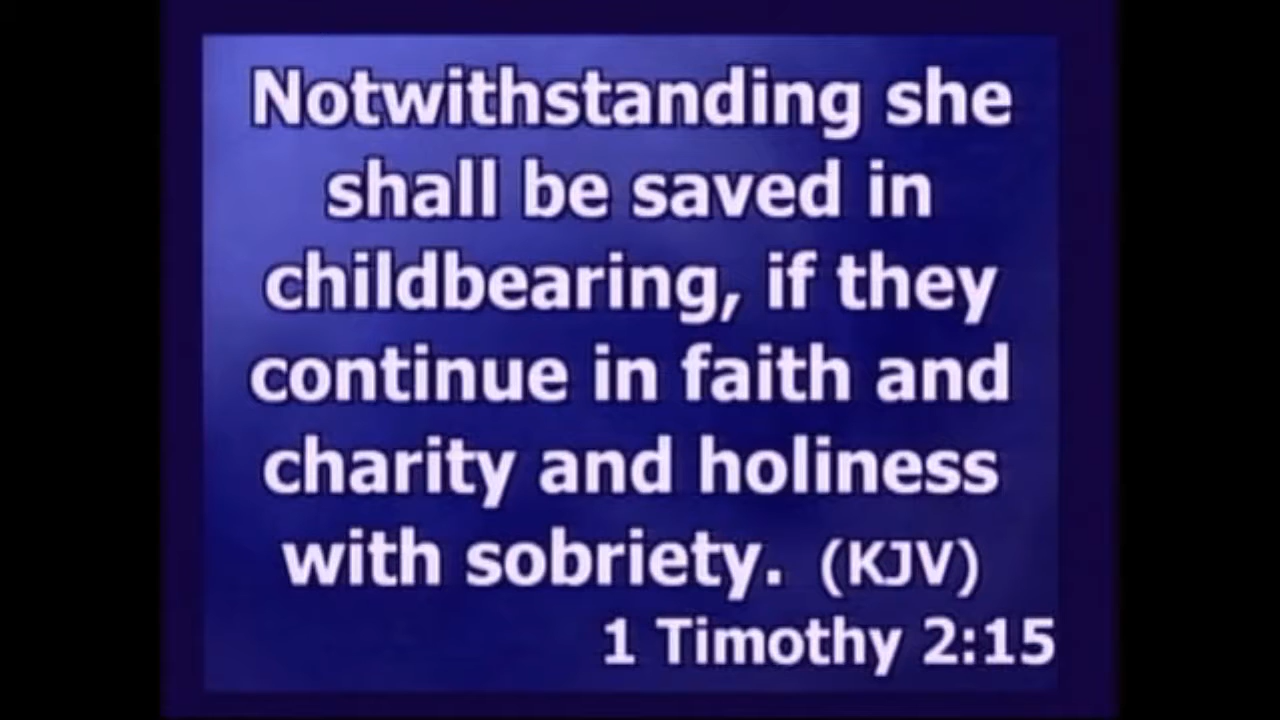 Notwithstanding she
shall be saved in
childbearing, if they
continue in faith and
charity and holiness
with sobriety. (KJV)
1 Timothy 2:15